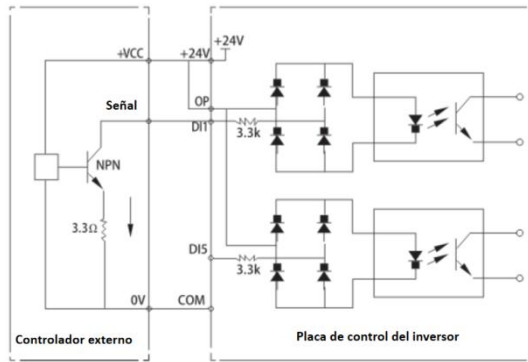 +24V
+VCC
+24V
Señal
OP
DI1
3.3k
NPN
3.3Ω
DI5
3.3k
0V
COM
Controlador externo
Placa de control del inversor